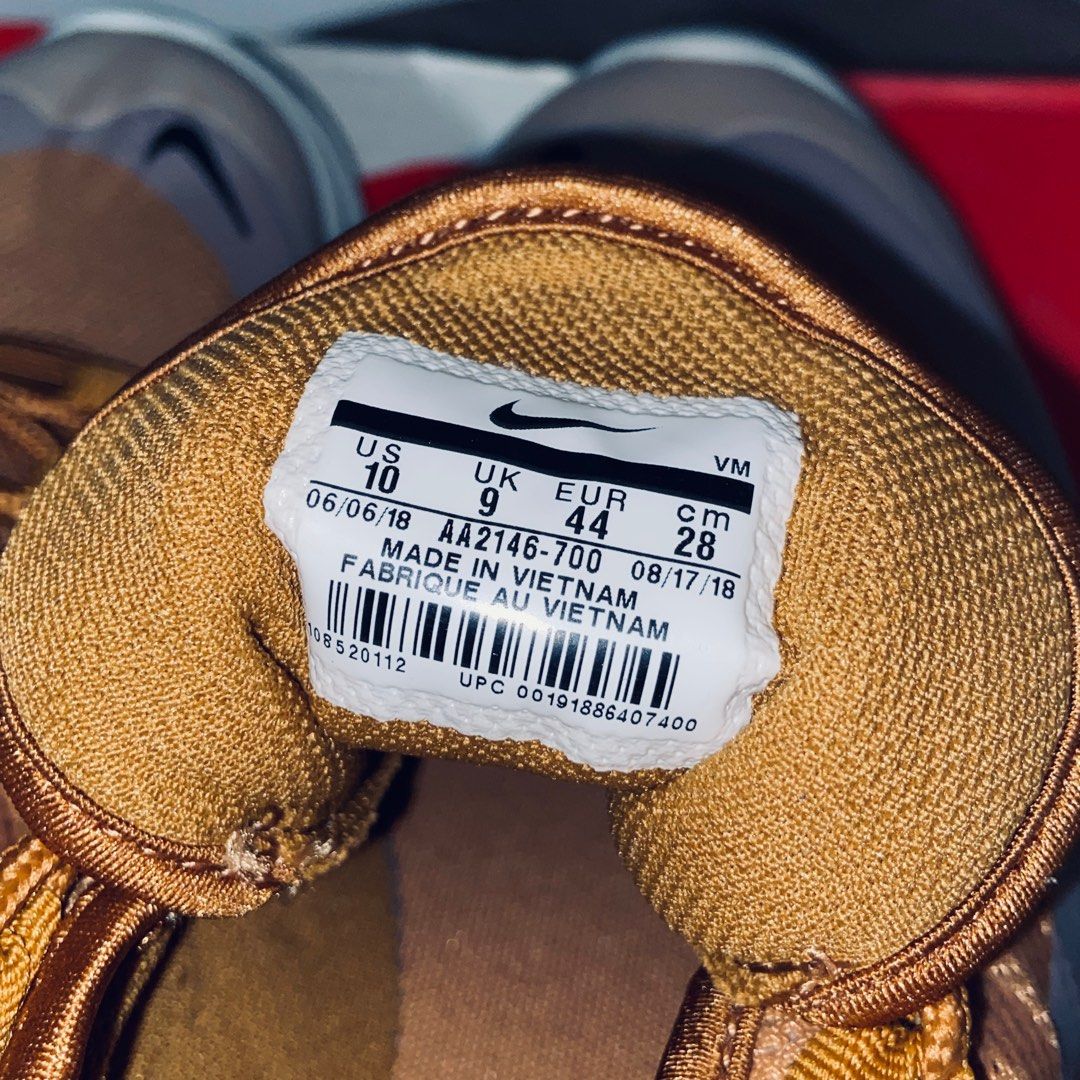 VM
US UK EUR cm
10 9 44 28
06/06/18 AA2146-700 08/17/18
MADE IN VIETNAM
FABRIQUE AU VIETNAM
108520112 UPC 00191886407400